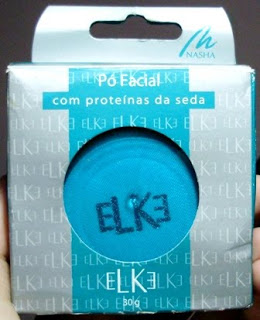 NASHA
Pó Facial
com proteínas da seda
ELKE
ELKE
30g